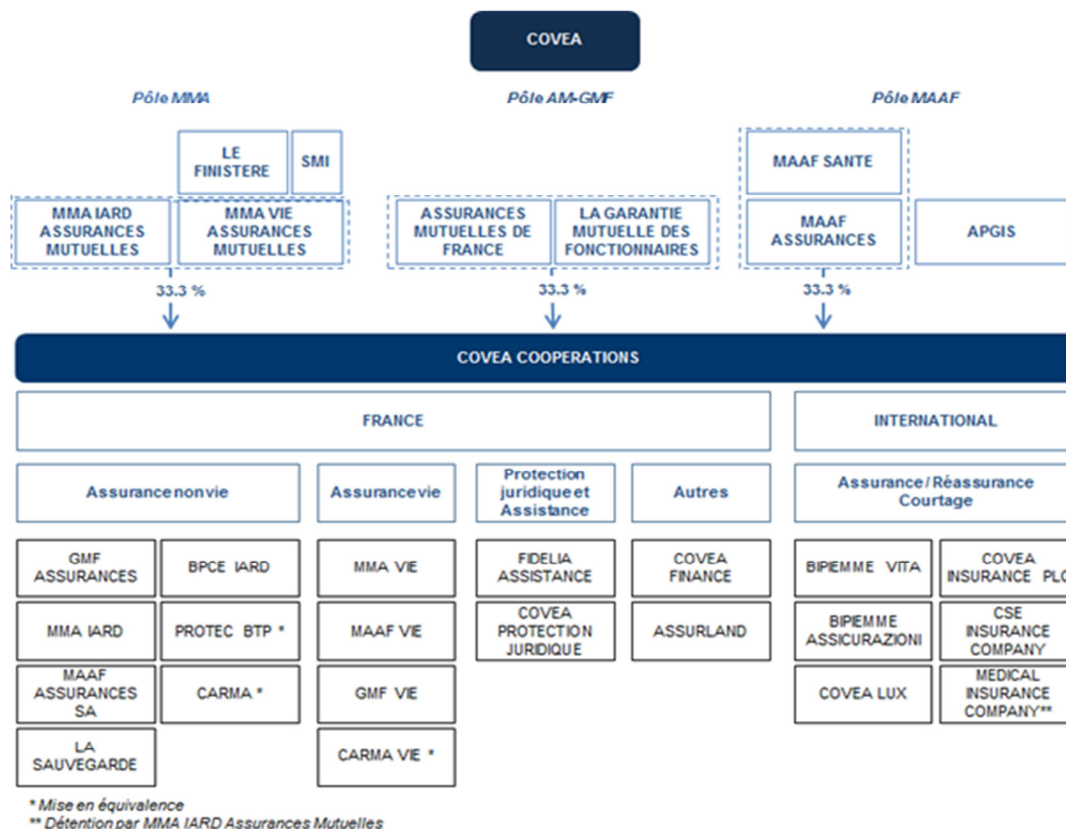 COVEA
Pôle MMA
Pôle AM-GMF
Pôle MAAF
LE
FINISTERE
SMI
MAAF SANTE
MMA IARD
ASSURANCES
MUTUELLES
MMA VIE
ASSURANCES
MUTUELLES
ASSURANCES
MUTUELLES DE
FRANCE
LA GARANTIE
MUTUELLE DES
FONCTIONNAIRES
MAAF
ASSURANCES
APGIS
33.3 %
33.3 %
33.3 %
COVEA COOPERATIONS
FRANCE
INTERNATIONAL
Assurance non vie
Assurance vie
Protection
juridique et
Assistance
Autres
Assurance / Réassurance
Courtage
GMF
ASSURANCES
BPCE IARD
MMA VIE
FIDELIA
ASSISTANCE
COVEA
FINANCE
BIPIEMME VITA
COVEA
INSURANCE PLC
MMA IARD
PROTEC BTP *
MAAF VIE
COVEA
PROTECTION
JURIDIQUE
ASSURLAND
BIPIEMME
ASSICURAZIONI
CSE
INSURANCE
COMPANY
MAAF
ASSURANCES
SA
CARMA *
GMF VIE
COVEA LUX
MEDICAL
INSURANCE
COMPANY**
LA
SAUVEGARDE
CARMA VIE *
* Mise en équivalence
** Détention par MMA IARD Assurances Mutuelles